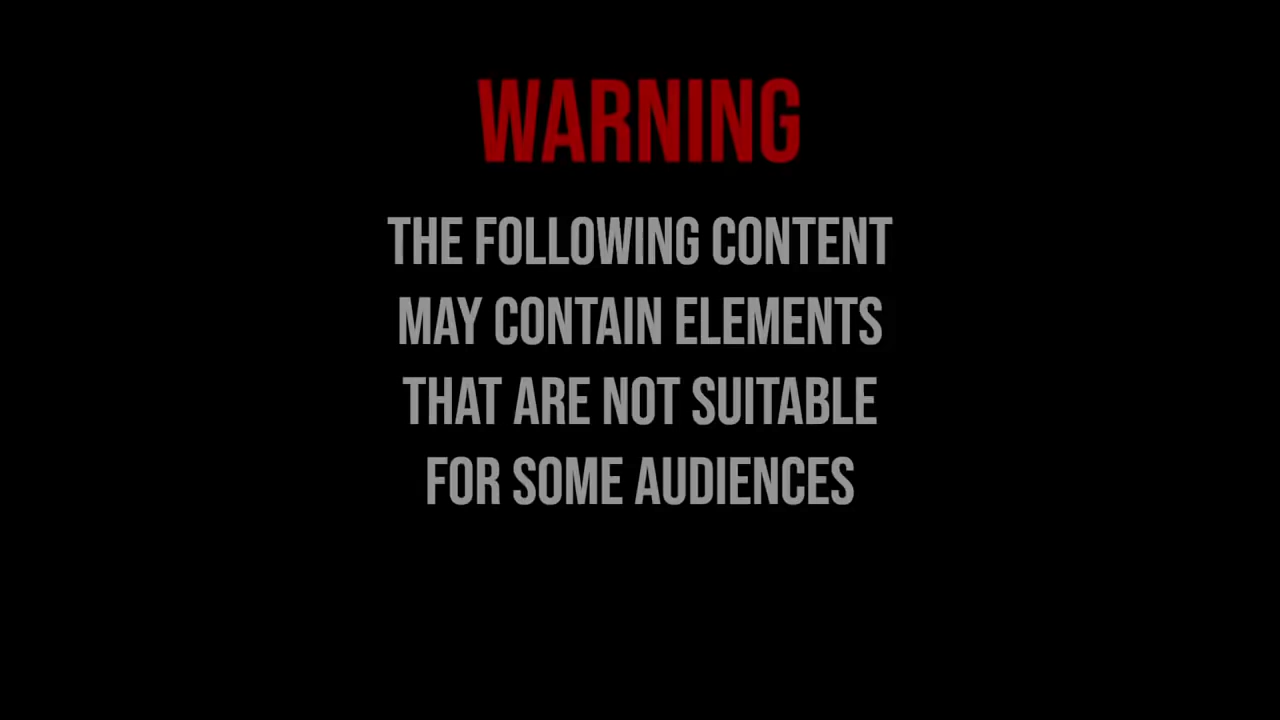 WARNING
THE FOLLOWING CONTENT
MAY CONTAIN ELEMENTS
THAT ARE NOT SUITABLE
FOR SOME AUDIENCES